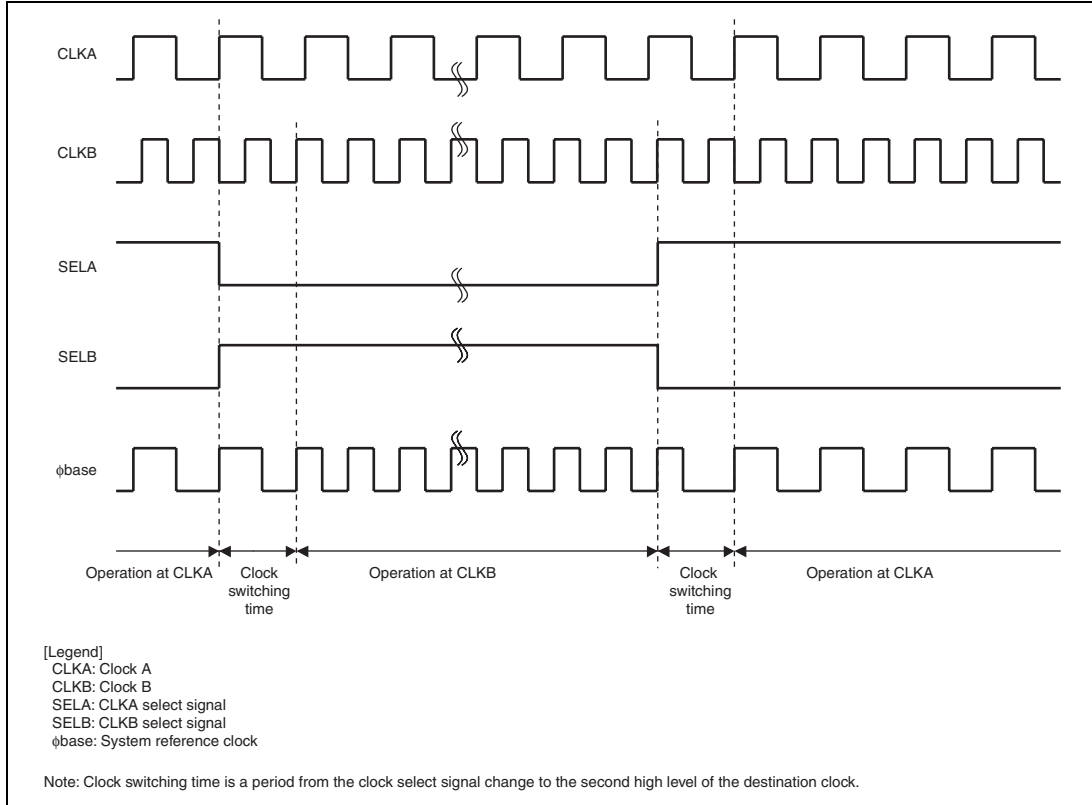 CLKA
CLKB
SELA
SELB
ϕbase
Operation at CLKA
Clock
switching
time
Operation at CLKB
Clock
switching
time
Operation at CLKA
[Legend]
CLKA: Clock A
CLKB: Clock B
SELA: CLKA select signal
SELB: CLKB select signal
ϕbase: System reference clock
Note: Clock switching time is a period from the clock select signal change to the second high level of the destination clock.